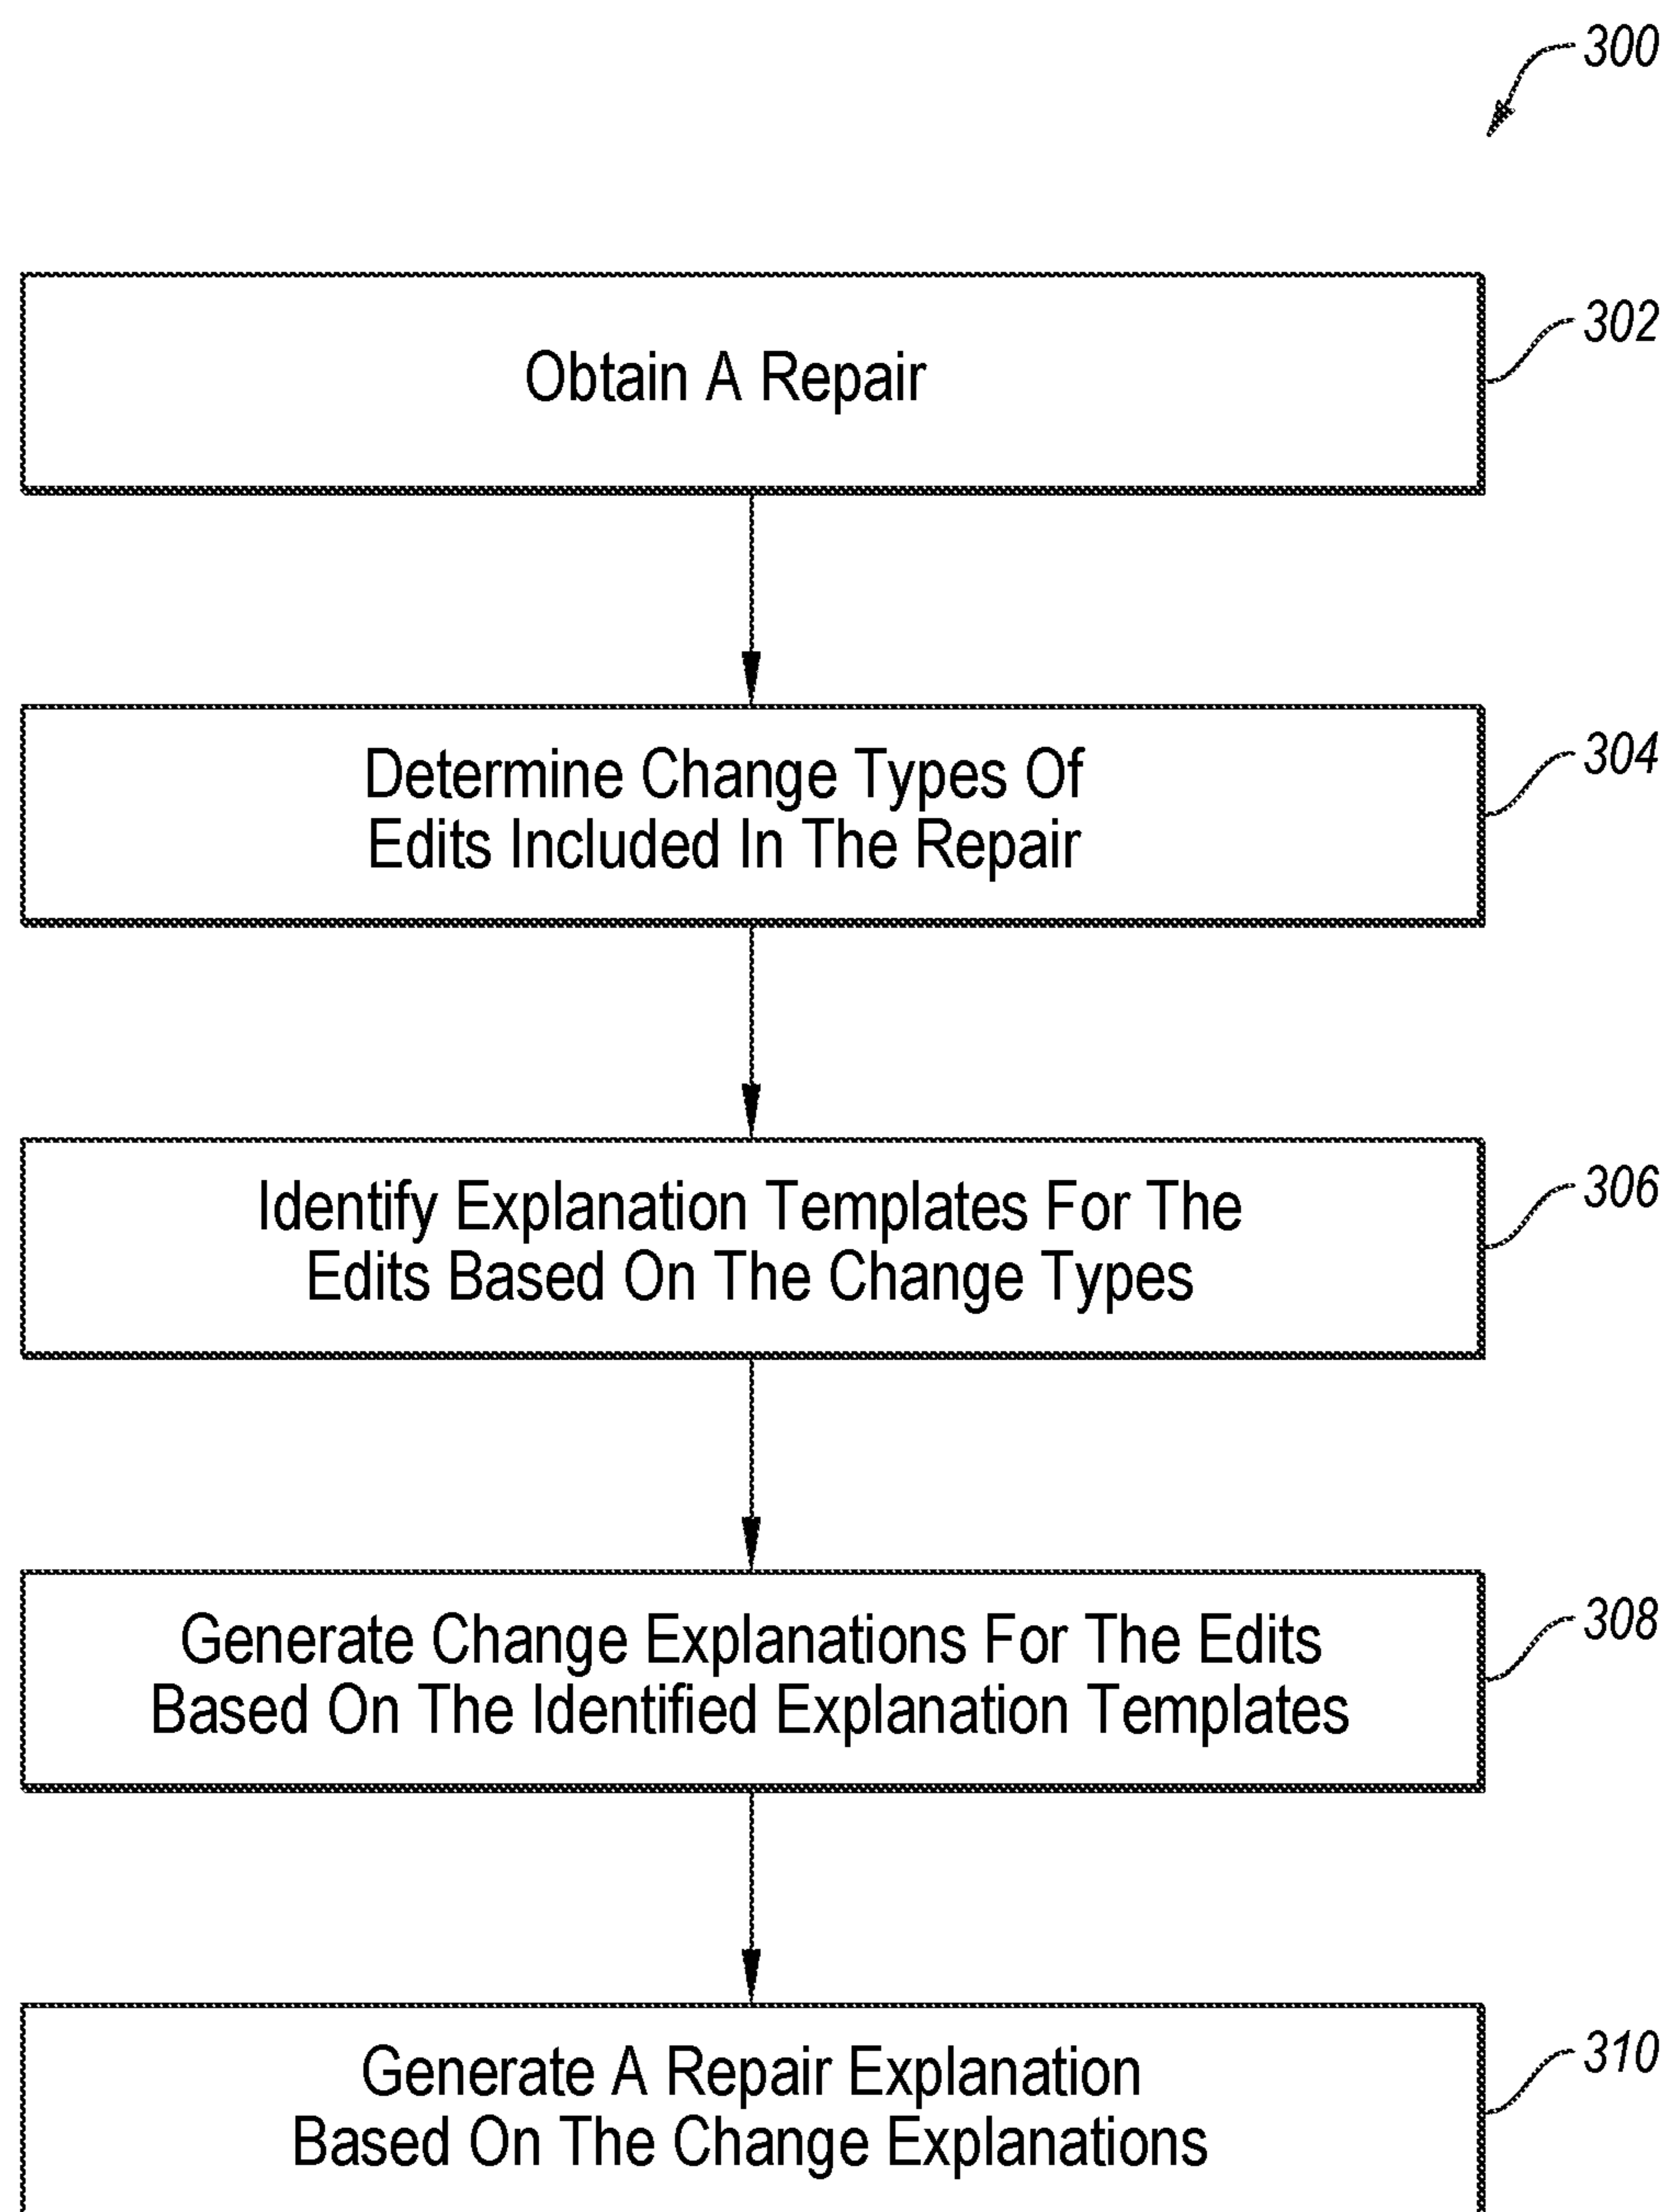 300
Obtain A Repair
302
Determine Change Types Of
Edits Included In The Repair
304
Identify Explanation Templates For The
Edits Based On The Change Types
306
Generate Change Explanations For The Edits
Based On The Identified Explanation Templates
308
Generate A Repair Explanation
Based On The Change Explanations
310